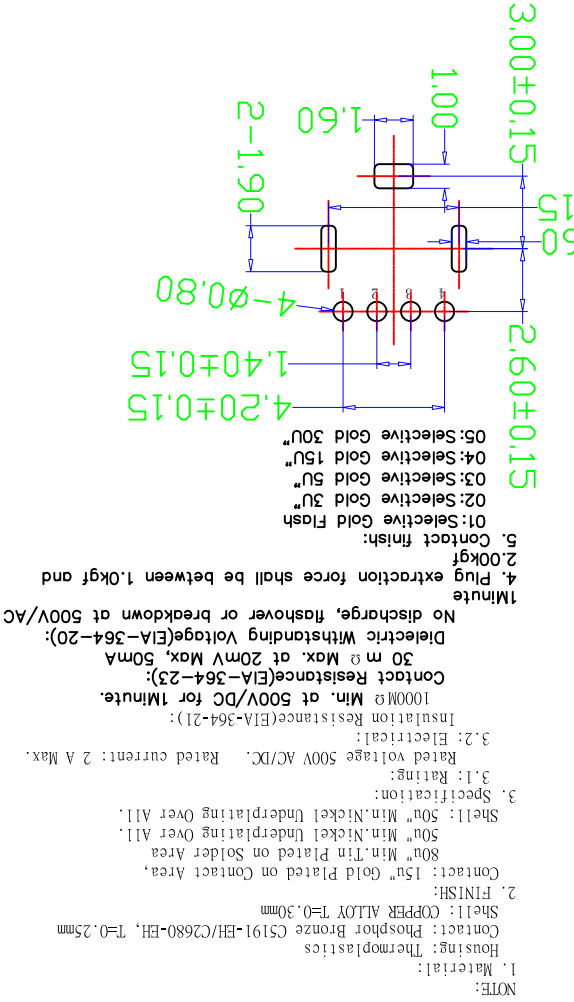 NOTE:
1. Material:
Housing: Thermoplastics
Contact: Phosphor Bronze C5191-EH/C2680-EH, T=0.25mm
Shell: COPPER ALLOY T=0.30mm
2. FINISH:
Contact: 15u" Gold Plated on Contact Area,
80u" Min.Tin Plated on Solder Area
50u" Min.Nickel Underplating Over All.
Shell: 50u" Min.Nickel Underplating Over All.
3. Specification:
3.1: Rating:
Rated voltage 500V AC/DC. Rated current: 2 A Max.
3.2: Electrical:
Insulation Resistance(EIA-364-21):
1000MΩ Min. at 500V/DC for 1Minute.
Contact Resistance(EIA-364-23):
30 m Ω Max. at 20mV Max, 50mA
Dielectric Withstanding Voltage(EIA-364-20):
No discharge, flashover or breakdown at 500V/AC
1Minute
4. Plug extraction force shall be between 1.0kgf and
2.00kgf
5. Contact finish:
01:Selective Gold Flash
02:Selective Gold 3U"
03:Selective Gold 5U"
04:Selective Gold 15U"
05:Selective Gold 30U"
4.20±0.15
1.40±0.15
2.60±0.15
4-Ø0.80
4 3 2 1
60
15
2-1.90
1.60
1.00
3.00±0.15